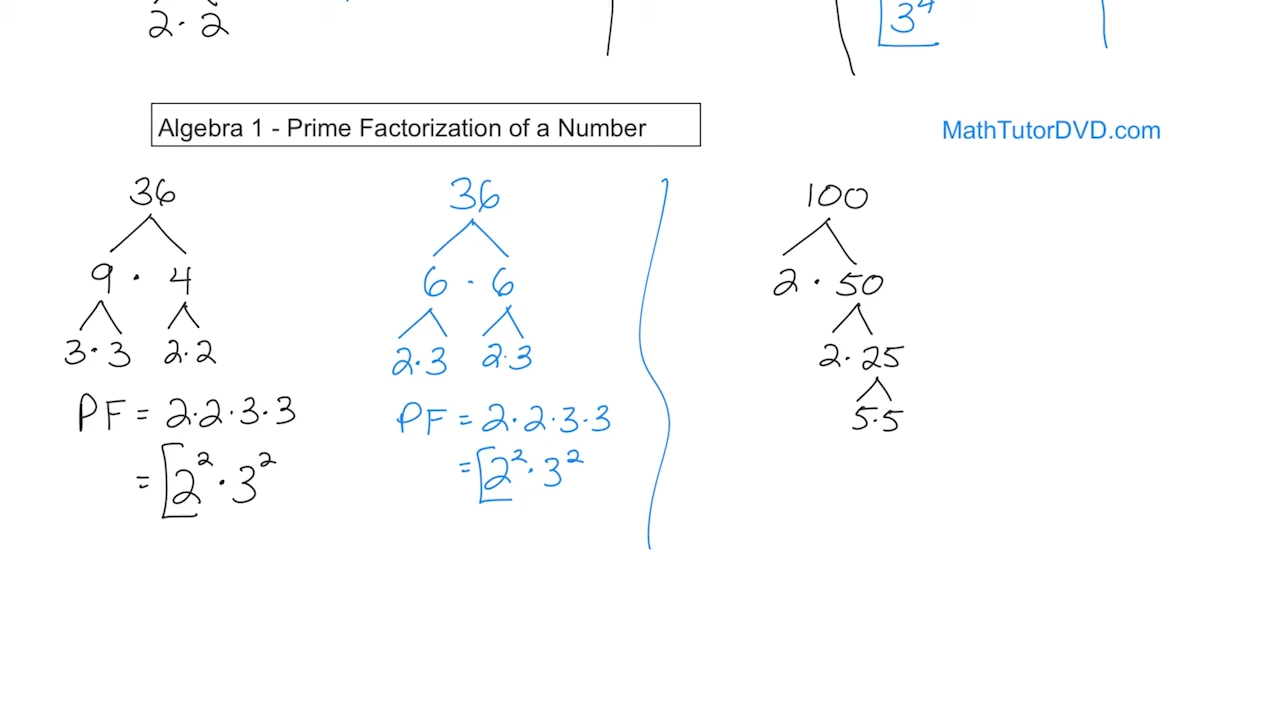 2 · 2
3⁴
Algebra 1 - Prime Factorization of a Number
MathTutorDVD.com
36
9 · 4
3 · 3 2 · 2
PF = 2 · 2 · 3 · 3
= 2² · 3²
36
6 · 6
2 · 3 2 · 3
PF = 2 · 2 · 3 · 3
= 2² · 3²
100
2 · 50
2 · 25
5 · 5